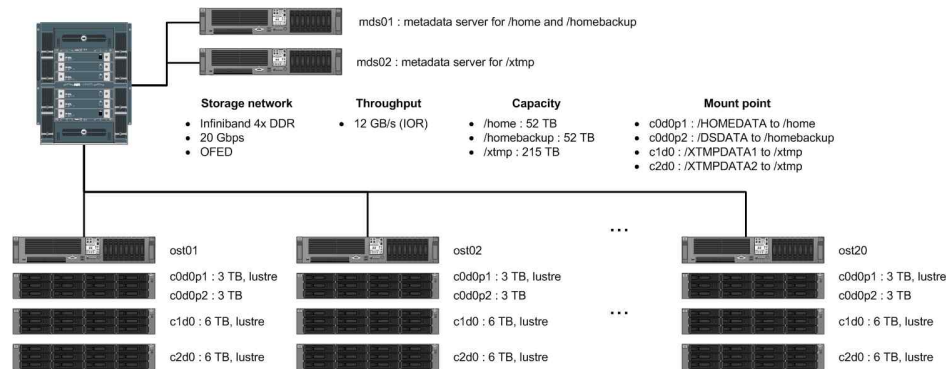 mds01 : metadata server for /home and /homebackup
mds02 : metadata server for /xtmp
Storage network
• Infiniband 4x DDR
• 20 Gbps
• OFED
Throughput
• 12 GB/s (IOR)
Capacity
• /home : 52 TB
• /homebackup : 52 TB
• /xtmp : 215 TB
Mount point
• c0d0p1 : /HOMEDATA to /home
• c0d0p2 : /DSDATA to /homebackup
• c1d0 : /XTMPDATA1 to /xtmp
• c2d0 : /XTMPDATA2 to /xtmp
ost01
c0d0p1 : 3 TB, lustre
c0d0p2 : 3 TB
c1d0 : 6 TB, lustre
c2d0 : 6 TB, lustre
ost02
c0d0p1 : 3 TB, lustre
c0d0p2 : 3 TB
c1d0 : 6 TB, lustre
c2d0 : 6 TB, lustre
...
...
ost20
c0d0p1 : 3 TB, lustre
c0d0p2 : 3 TB
c1d0 : 6 TB, lustre
c2d0 : 6 TB, lustre